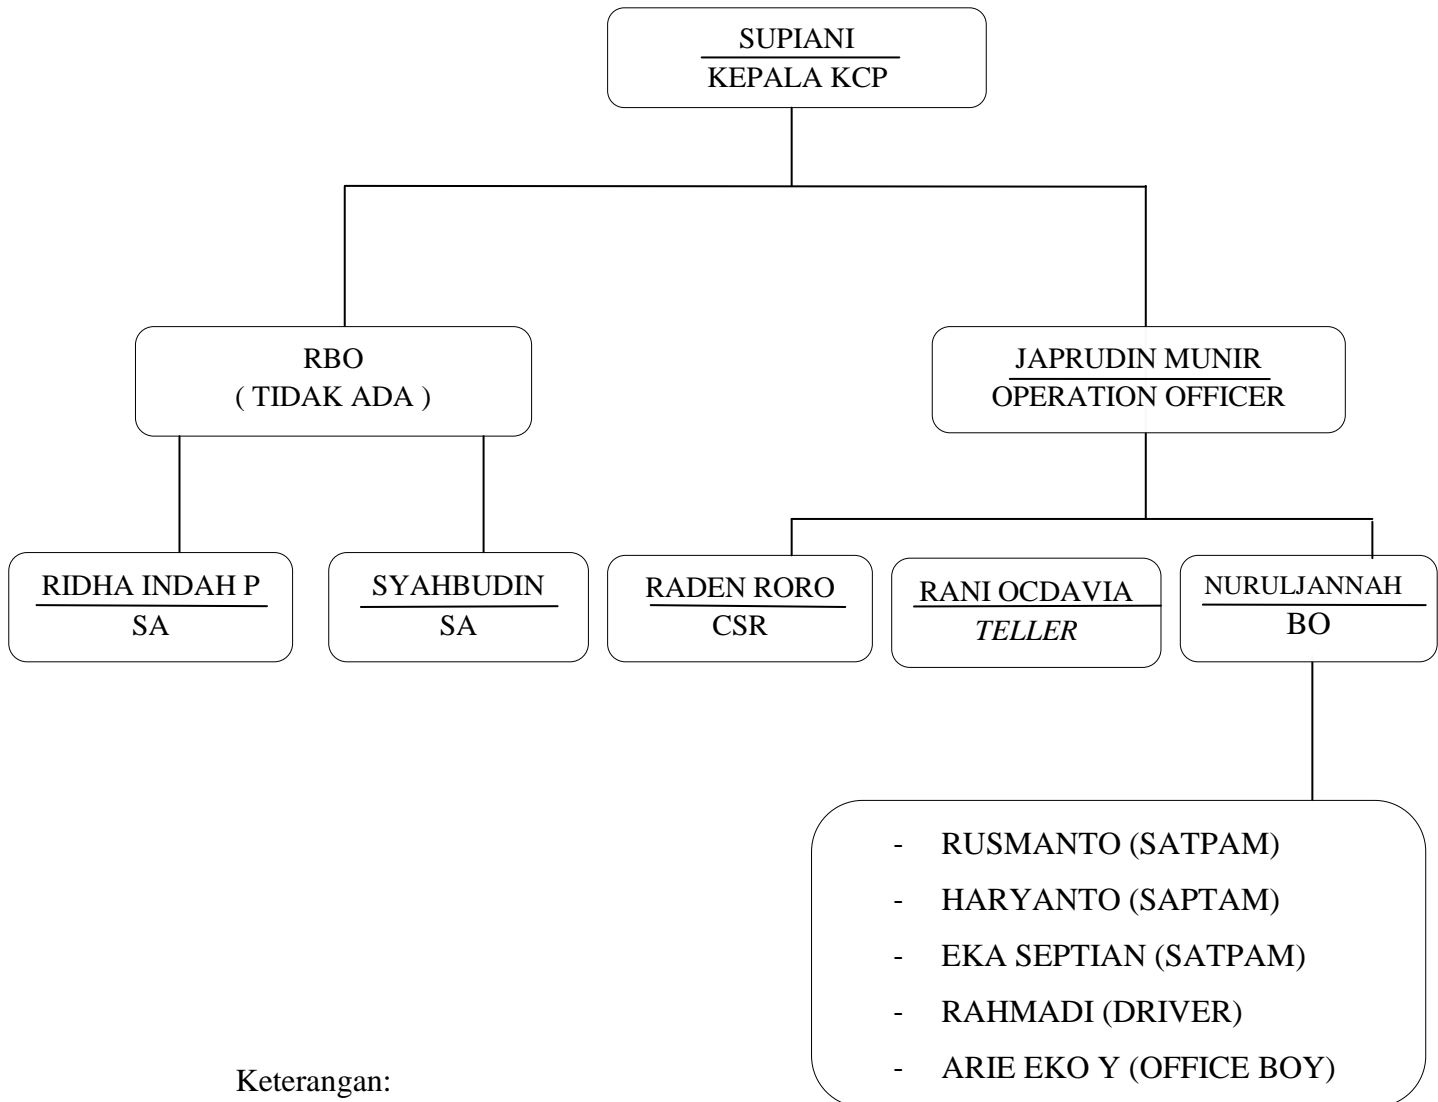 SUPIANI
KEPALA KCP
RBO
( TIDAK ADA )
JAPRUDIN MUNIR
OPERATION OFFICER
RIDHA INDAH P
SA
SYAHBUDIN
SA
RADEN RORO
CSR
RANI OCDAVIA
TELLER
NURULJANNAH
BO
- RUSMANTO (SATPAM)
- HARYANTO (SAPTAM)
- EKA SEPTIAN (SATPAM)
- RAHMADI (DRIVER)
- ARIE EKO Y (OFFICE BOY)
Keterangan: